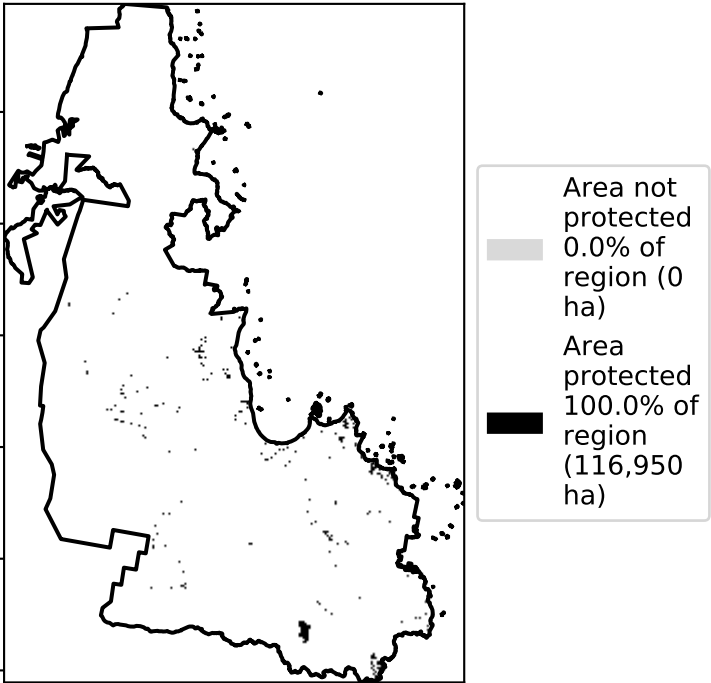 Area not
protected
0.0% of
region (0
ha)
Area
protected
100.0% of
region
(116,950
ha)